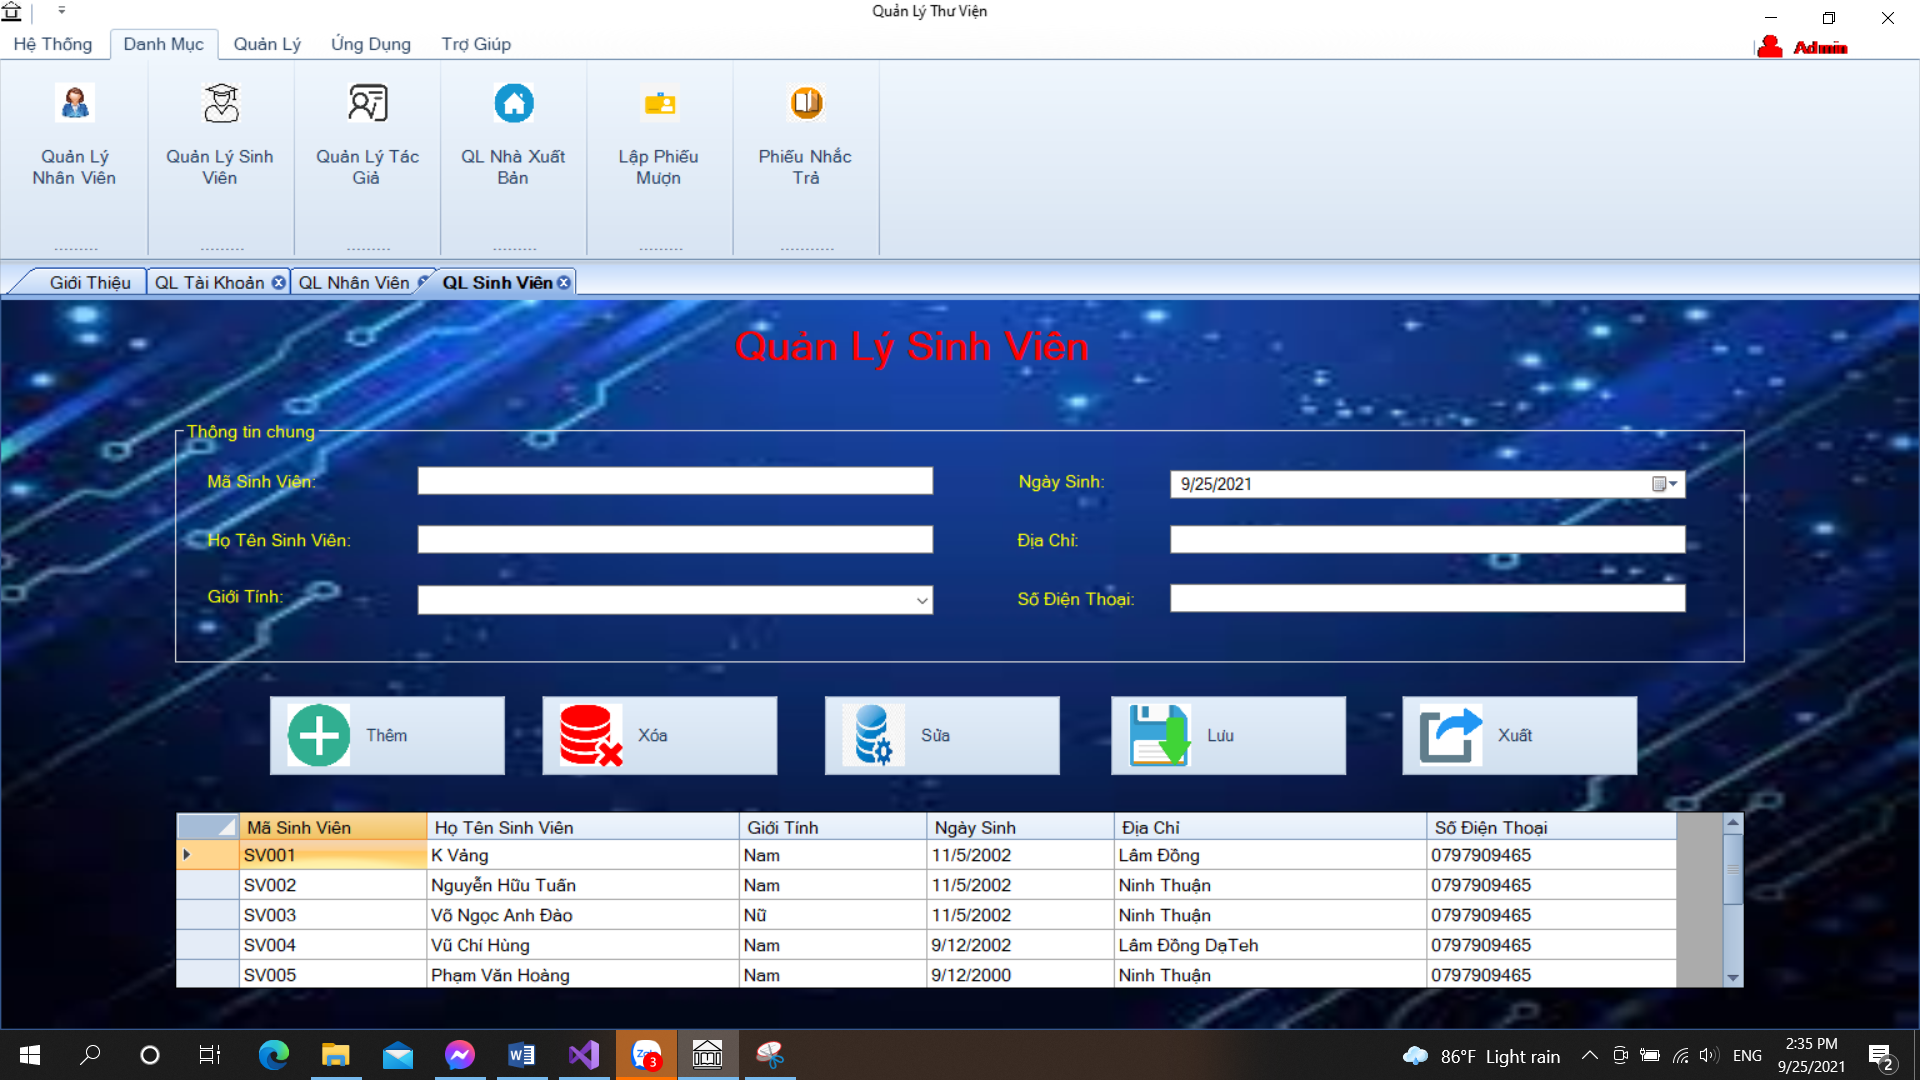 Quản Lý Thư Viện
Hệ Thống Danh Mục Quản Lý Ứng Dụng Trợ Giúp
Admin
Quản Lý
Nhân Viên
Quản Lý Sinh
Viên
Quản Lý Tác
Giả
QL Nhà Xuất
Bản
Lập Phiếu
Mượn
Phiếu Nhắc
Trả
Giới Thiệu QL Tài Khoản QL Nhân Viên QL Sinh Viên
Quản Lý Sinh Viên
Thông tin chung
Mã Sinh Viên:
Ngày Sinh: 9/25/2021
Họ Tên Sinh Viên:
Địa Chỉ:
Giới Tính:
Số Điện Thoại:
Thêm Xóa Sửa Lưu Xuất
Mã Sinh Viên Họ Tên Sinh Viên Giới Tính Ngày Sinh Địa Chỉ Số Điện Thoại
SV001 K Vảng Nam 11/5/2002 Lâm Đồng 0797909465
SV002 Nguyễn Hữu Tuấn Nam 11/5/2002 Ninh Thuận 0797909465
SV003 Võ Ngọc Anh Đào Nữ 11/5/2002 Ninh Thuận 0797909465
SV004 Vũ Chí Hùng Nam 9/12/2002 Lâm Đồng DạTeh 0797909465
SV005 Phạm Văn Hoàng Nam 9/12/2000 Ninh Thuận 0797909465
3
86°F Light rain
ENG
2:35 PM
9/25/2021
2